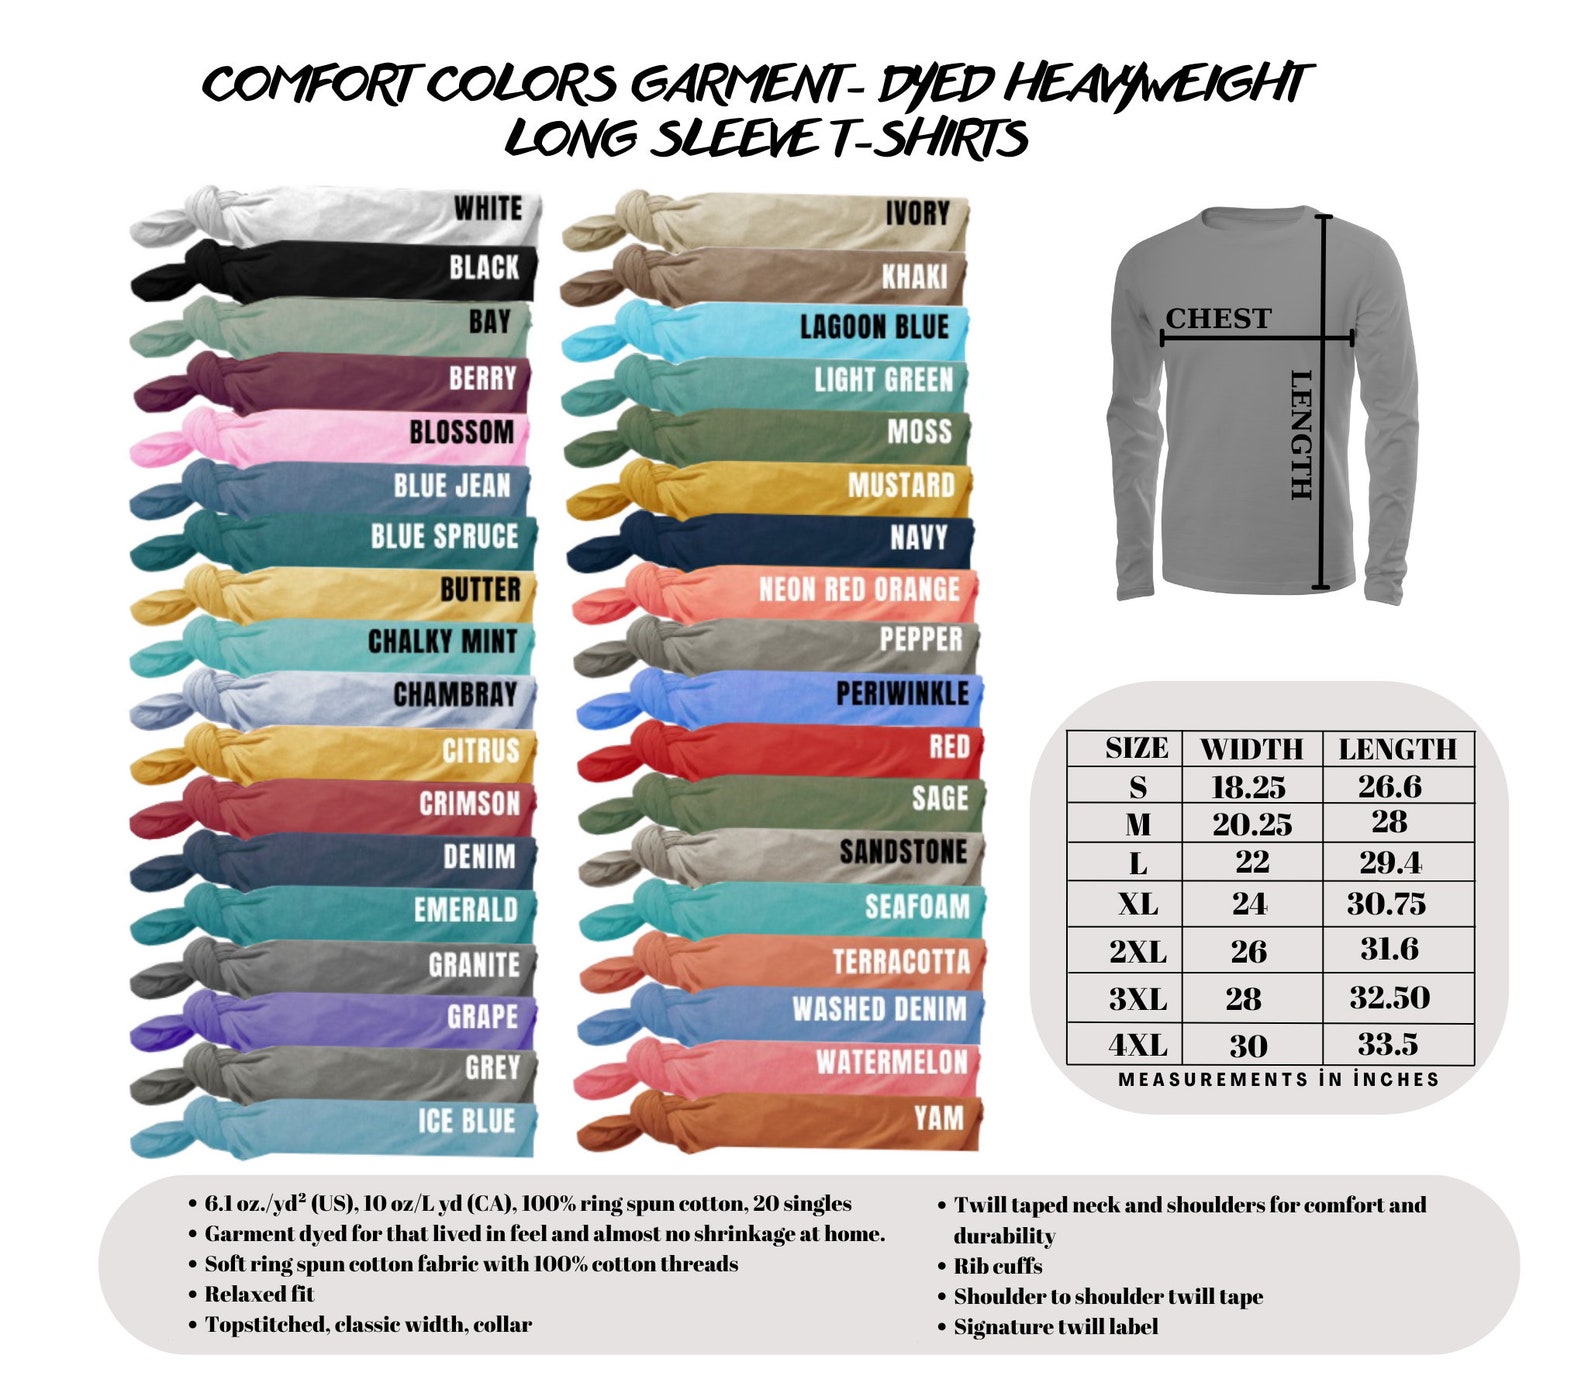 COMFORT COLORS GARMENT- DYED HEAVYWEIGHT
LONG SLEEVE T-SHIRTS
WHITE
BLACK
BAY
BERRY
BLOSSOM
BLUE JEAN
BLUE SPRUCE
BUTTER
CHALKY MINT
CHAMBRAY
CITRUS
CRIMSON
DENIM
EMERALD
GRANITE
GRAPE
GREY
ICE BLUE
IVORY
KHAKI
LAGOON BLUE
LIGHT GREEN
MOSS
MUSTARD
NAVY
NEON RED ORANGE
PEPPER
PERIWINKLE
RED
SAGE
SANDSTONE
SEAFOAM
TERRACOTTA
WASHED DENIM
WATERMELON
YAM
CHEST
LENGTH
SIZE WIDTH LENGTH
S 18.25 26.6
M 20.25 28
L 22 29.4
XL 24 30.75
2XL 26 31.6
3XL 28 32.50
4XL 30 33.5
MEASUREMENTS İN İNCHES
• 6.1 oz./yd² (US), 10 oz/L yd (CA), 100% ring spun cotton, 20 singles
• Garment dyed for that lived in feel and almost no shrinkage at home.
• Soft ring spun cotton fabric with 100% cotton threads
• Relaxed fit
• Topstitched, classic width, collar
• Twill taped neck and shoulders for comfort and
durability
• Rib cuffs
• Shoulder to shoulder twill tape
• Signature twill label